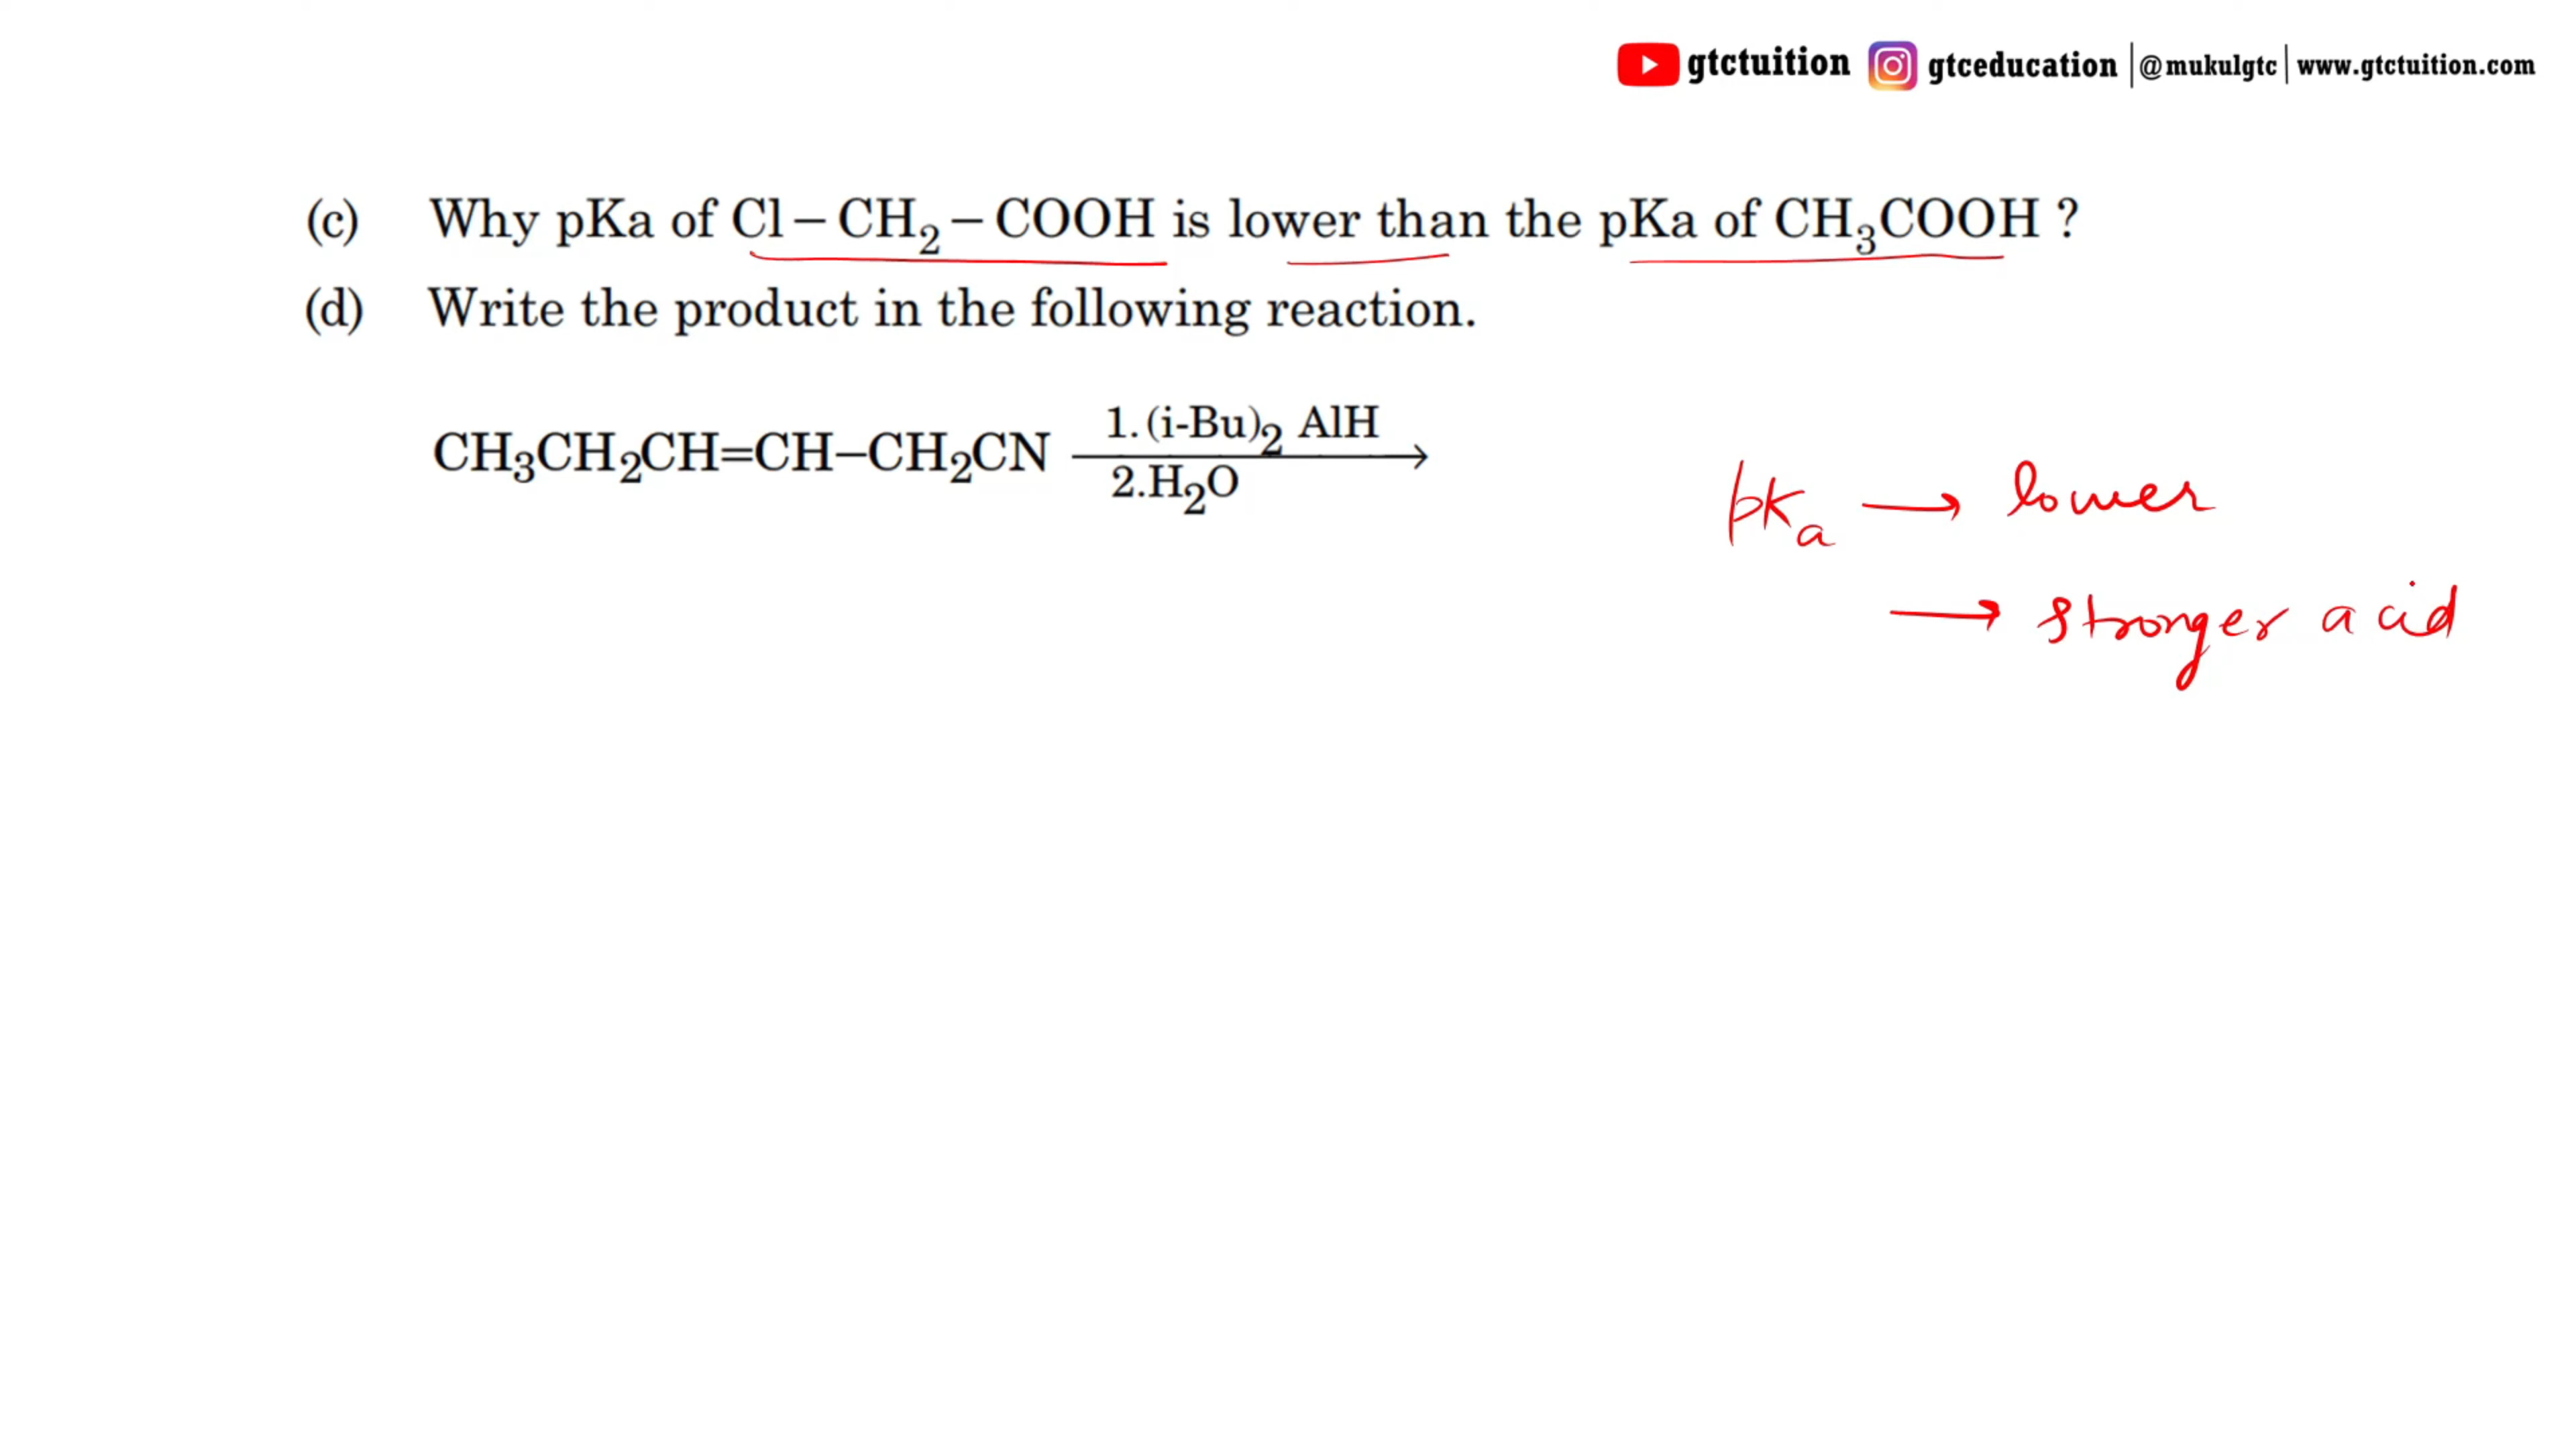 gtctuition gtceducation |@mukulgtc| www.gtctuition.com
(c) Why pKa of Cl – CH₂ – COOH is lower than the pKa of CH₃COOH ?
(d) Write the product in the following reaction.
1. (i-Bu)₂ AlH
CH₃CH₂CH=CH–CH₂CN ⟶
2.H₂O
pKₐ → lower
→ stronger acid